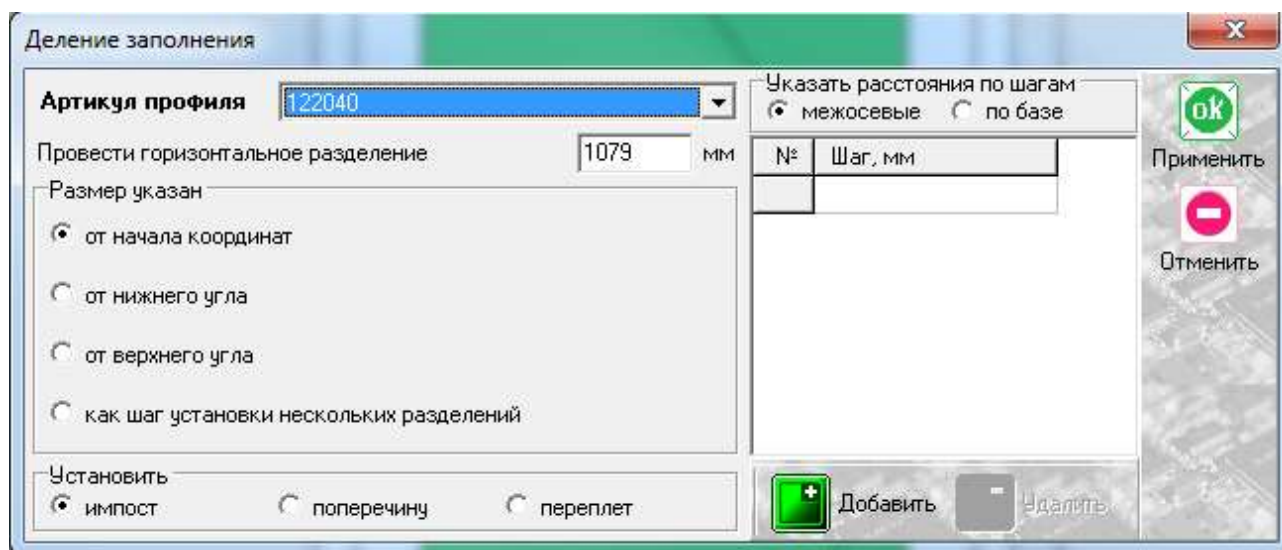 Деление заполнения
Артикул профиля 122040
Провести горизонтальное разделение 1079 мм
Размер указан
от начала координат
от нижнего угла
от верхнего угла
как шаг установки нескольких разделений
Установить
импост поперечину переплет
Указать расстояния по шагам
межосевые по базе
№ Шаг, мм
Добавить Удалить
ok
Применить
Отменить